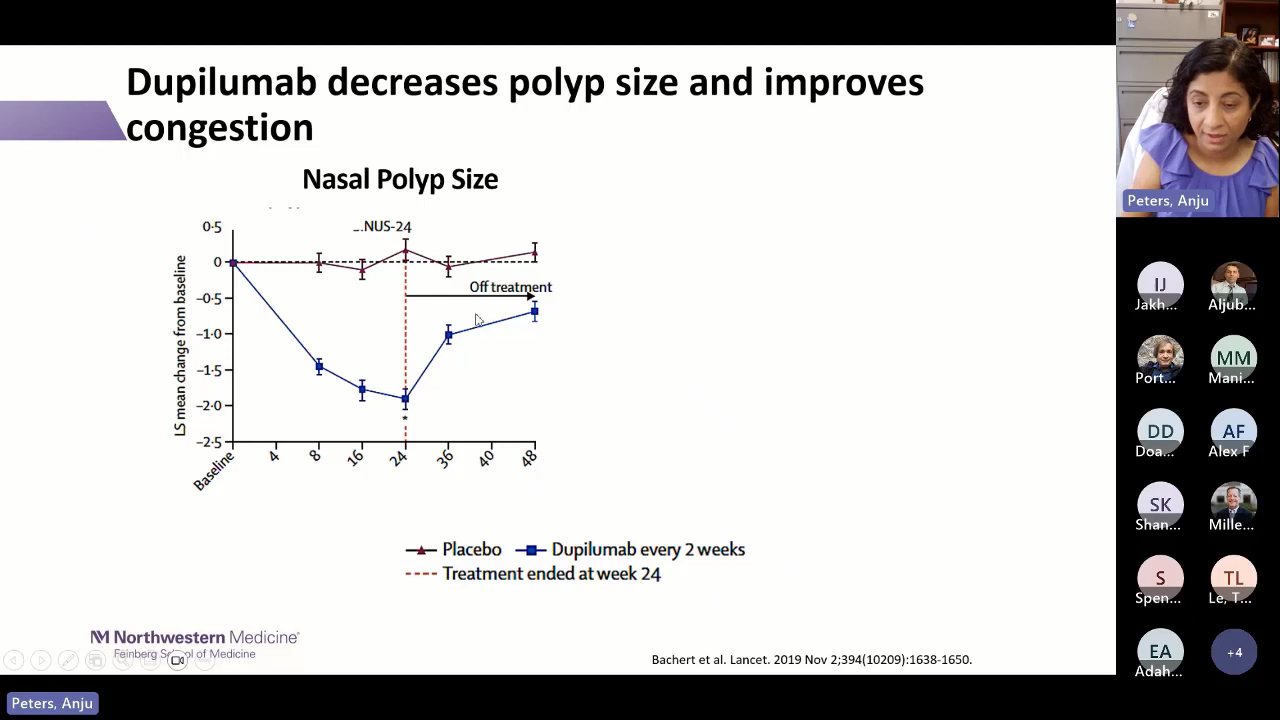 Dupilumab decreases polyp size and improves
congestion
Nasal Polyp Size
NUS-24
LS mean change from baseline
0·5
0
−0·5
−1·0
−1·5
−2·0
−2·5
Off treatment
*
Baseline
4
8
16
24
36
40
48
Placebo
Dupilumab every 2 weeks
Treatment ended at week 24
M Northwestern Medicine®
Feinberg School of Medicine
Bachert et al. Lancet. 2019 Nov 2;394(10209):1638-1650.
Peters, Anju
Peters, Anju
IJ
Jakh...
Aljub...
Port...
MM
Mani...
DD
Doa...
AF
Alex F
SK
Shan...
Mille...
S
Spen...
TL
Le, T...
EA
Adah...
+4